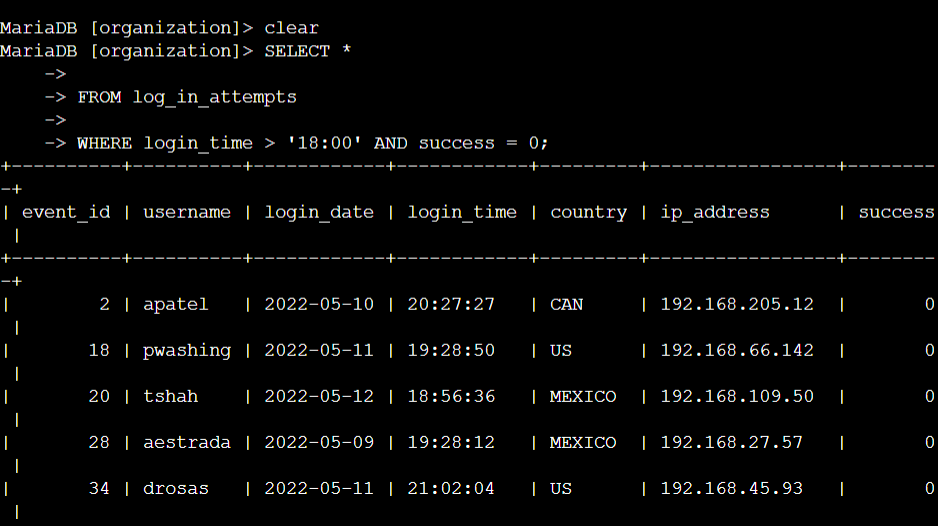 MariaDB [organization]> clear
MariaDB [organization]> SELECT *
    ->
    -> FROM log_in_attempts
    ->
    -> WHERE login_time > '18:00' AND success = 0;
+----------+----------+------------+------------+---------+-----------------+--------
-+
| event_id | username | login_date | login_time | country | ip_address      | success
 |
+----------+----------+------------+------------+---------+-----------------+--------
-+
|        2 | apatel   | 2022-05-10 | 20:27:27   | CAN     | 192.168.205.12  |       0
 |
|       18 | pwashing | 2022-05-11 | 19:28:50   | US      | 192.168.66.142  |       0
 |
|       20 | tshah    | 2022-05-12 | 18:56:36   | MEXICO  | 192.168.109.50  |       0
 |
|       28 | aestrada | 2022-05-09 | 19:28:12   | MEXICO  | 192.168.27.57   |       0
 |
|       34 | drosas   | 2022-05-11 | 21:02:04   | US      | 192.168.45.93   |       0
 |